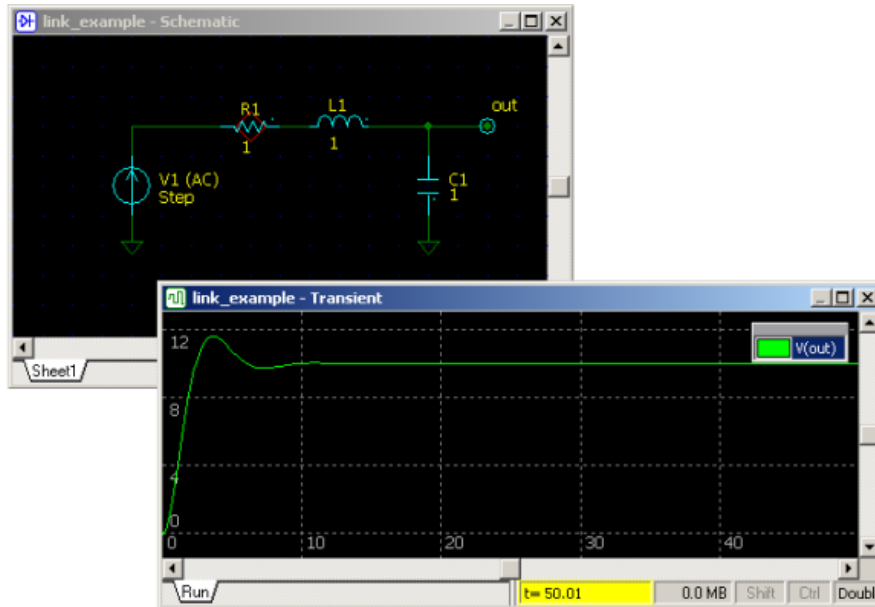 link_example - Schematic
R1
L1
out
1
1
V1 (AC)
Step
C1
1
Sheet1
link_example - Transient
V(out)
12
8
4
0
0
10
20
30
40
Run
t= 50.01
0.0 MB
Shift
Ctrl
Doubl